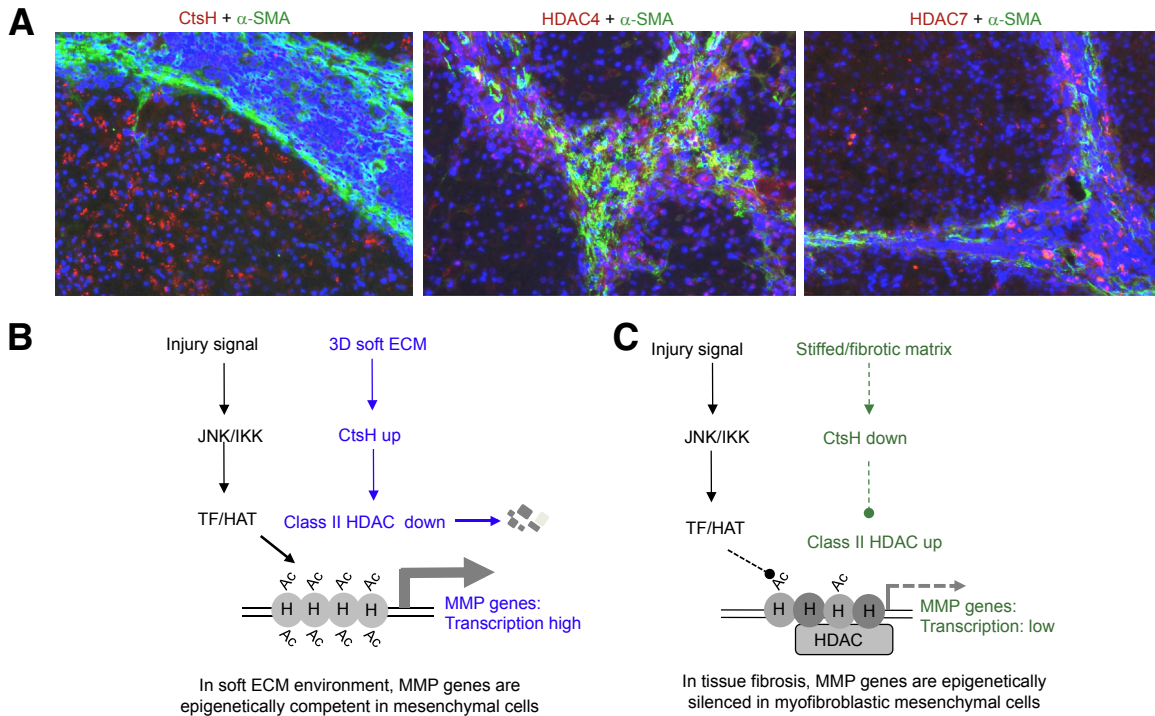 A
CtsH + α-SMA
HDAC4 + α-SMA
HDAC7 + α-SMA
B
Injury signal
3D soft ECM
JNK/IKK
CtsH up
TF/HAT
Class II HDAC down
Ac Ac Ac Ac
H H H H
Ac Ac Ac Ac
MMP genes:
Transcription high
In soft ECM environment, MMP genes are
epigenetically competent in mesenchymal cells
C
Injury signal
Stiffed/fibrotic matrix
JNK/IKK
CtsH down
TF/HAT
Class II HDAC up
Ac Ac
H H H H
HDAC
MMP genes:
Transcription: low
In tissue fibrosis, MMP genes are epigenetically
silenced in myofibroblastic mesenchymal cells